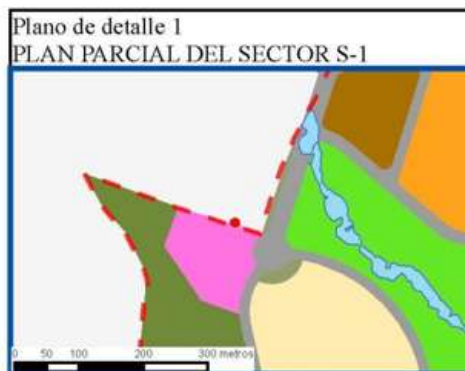 Plano de detalle 1
PLAN PARCIAL DEL SECTOR S-1
0 50 100 200 300 metros